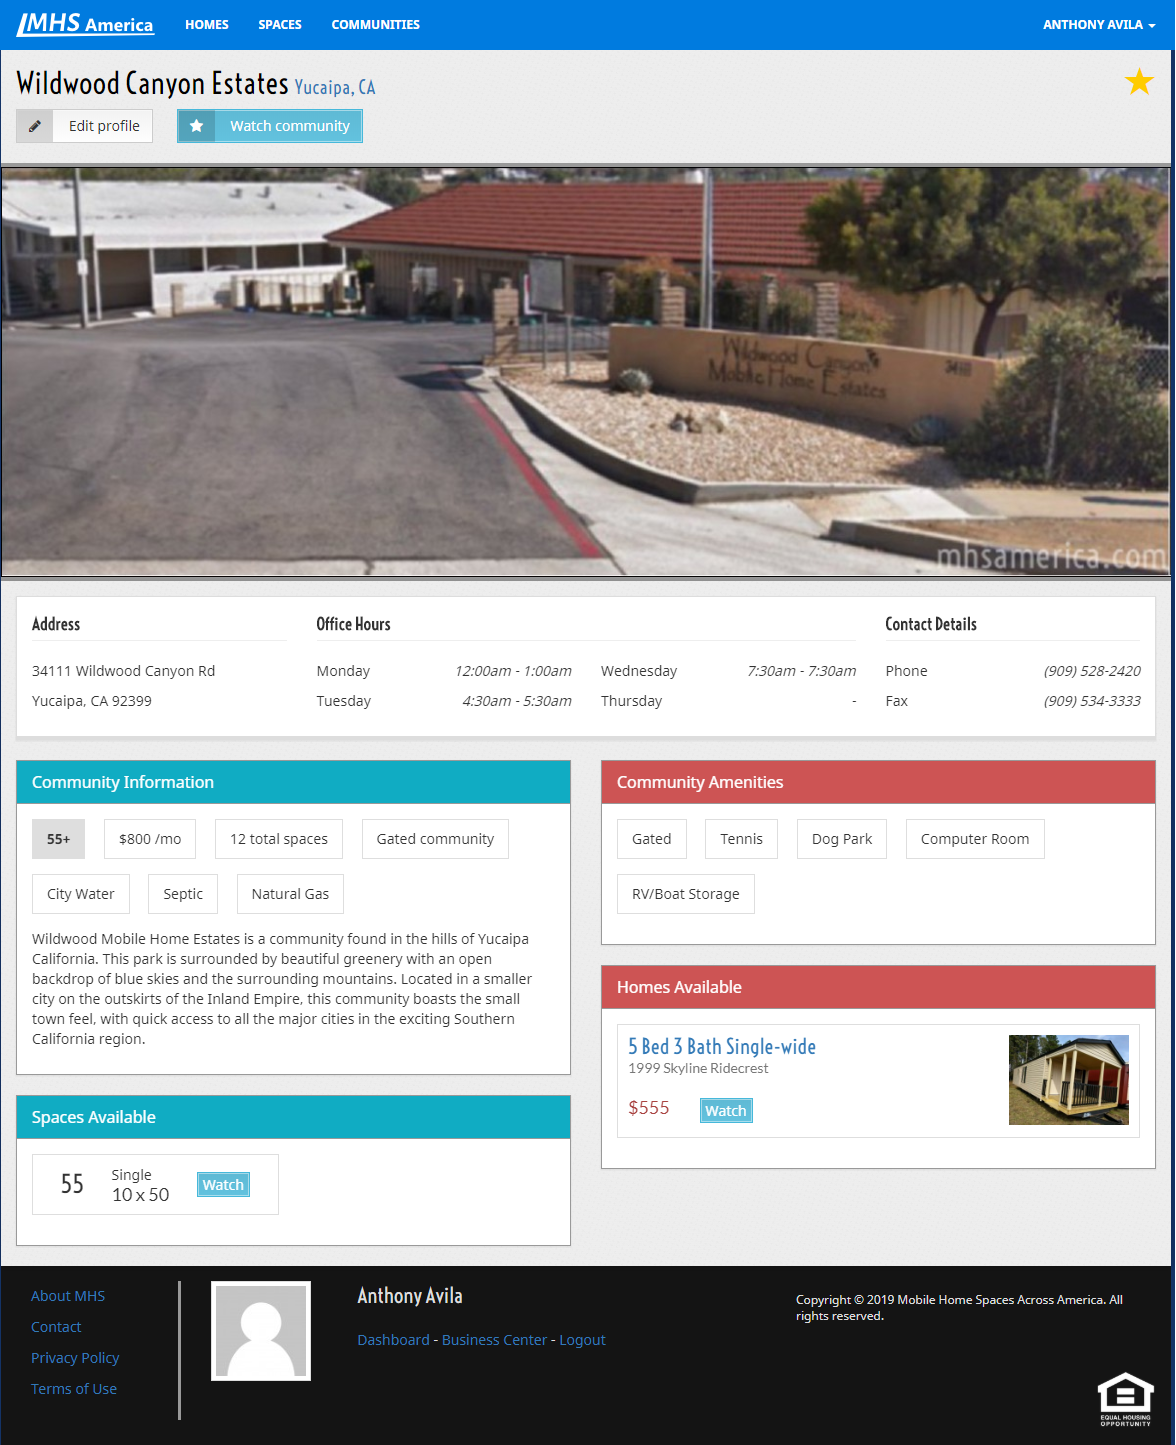 MHS America
HOMES
SPACES
COMMUNITIES
ANTHONY AVILA
Wildwood Canyon Estates Yucaipa, CA
Edit profile
Watch community
Wildwood Canyon
Mobile Home Estates
mhsamerica.com
Address
34111 Wildwood Canyon Rd
Yucaipa, CA 92399
Office Hours
Monday 12:00am - 1:00am
Tuesday 4:30am - 5:30am
Wednesday 7:30am - 7:30am
Thursday -
Contact Details
Phone (909) 528-2420
Fax (909) 534-3333
Community Information
55+
$800 /mo
12 total spaces
Gated community
City Water
Septic
Natural Gas
Wildwood Mobile Home Estates is a community found in the hills of Yucaipa
California. This park is surrounded by beautiful greenery with an open
backdrop of blue skies and the surrounding mountains. Located in a smaller
city on the outskirts of the Inland Empire, this community boasts the small
town feel, with quick access to all the major cities in the exciting Southern
California region.
Spaces Available
55
Single
10 x 50
Watch
Community Amenities
Gated
Tennis
Dog Park
Computer Room
RV/Boat Storage
Homes Available
5 Bed 3 Bath Single-wide
1999 Skyline Ridecrest
$555
Watch
About MHS
Contact
Privacy Policy
Terms of Use
Anthony Avila
Dashboard - Business Center - Logout
Copyright © 2019 Mobile Home Spaces Across America. All
rights reserved.
EQUAL HOUSING
OPPORTUNITY